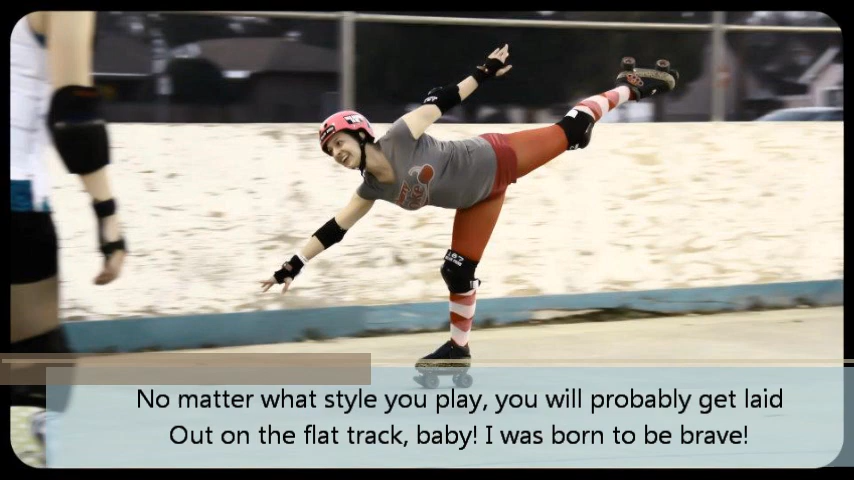 187
No matter what style you play, you will probably get laid
Out on the flat track, baby! I was born to be brave!